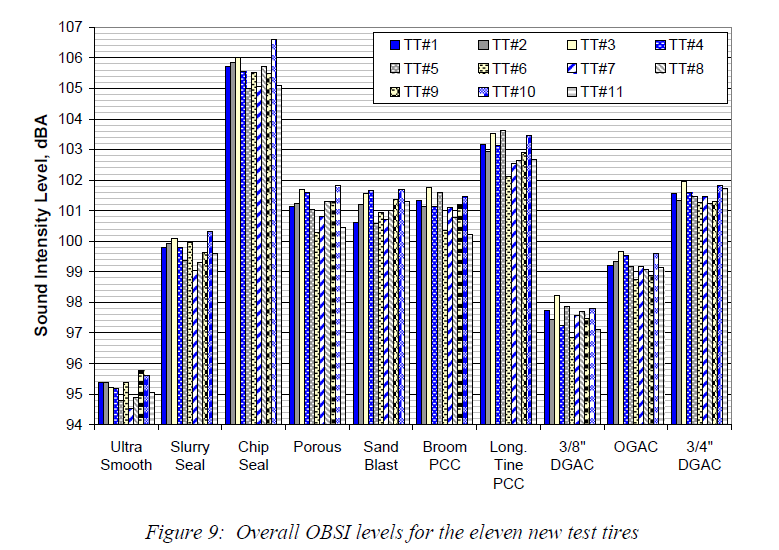 107
106
105
104
103
102
101
100
99
98
97
96
95
94
Sound Intensity Level, dBA
TT#1 TT#2 TT#3 TT#4
TT#5 TT#6 TT#7 TT#8
TT#9 TT#10 TT#11
Ultra Smooth
Slurry Seal
Chip Seal
Porous
Sand Blast
Broom PCC
Long. Tine PCC
3/8" DGAC
OGAC
3/4" DGAC
Figure 9: Overall OBSI levels for the eleven new test tires